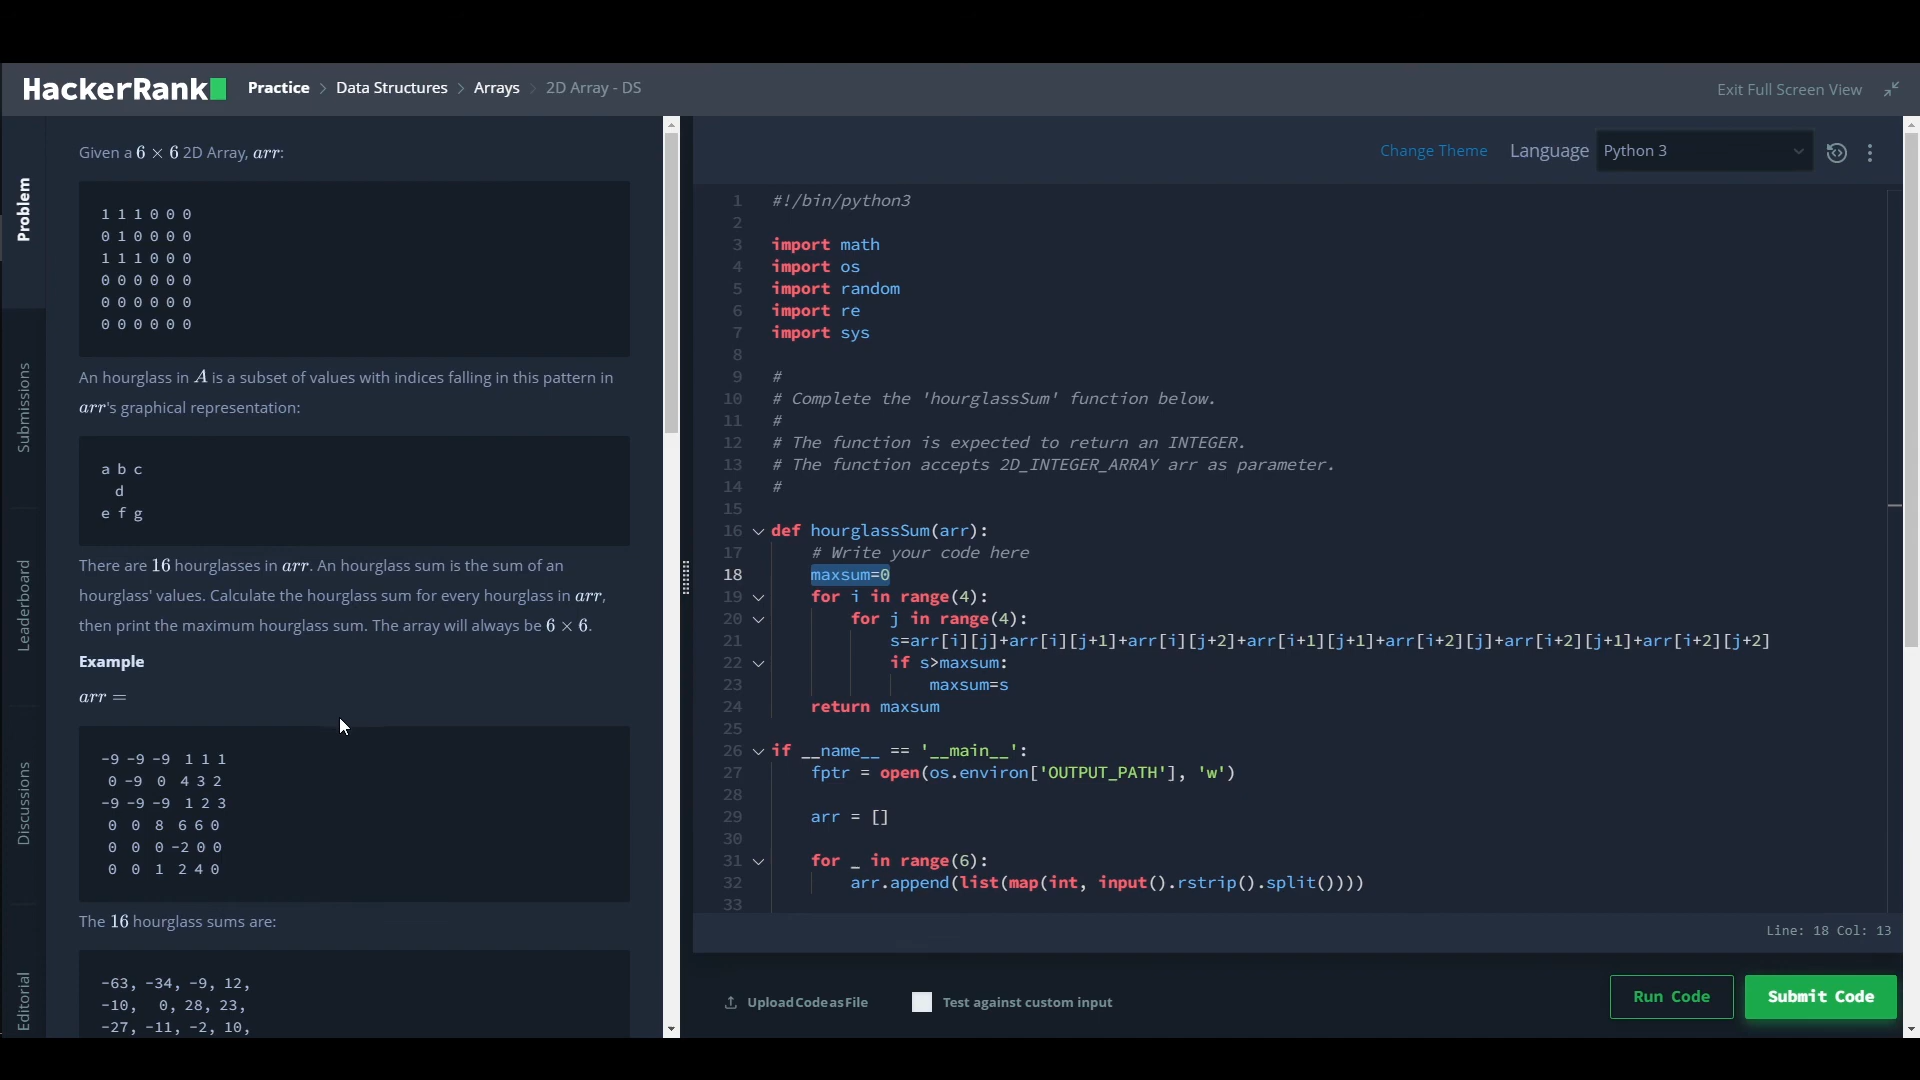 HackerRank
Practice > Data Structures > Arrays > 2D Array - DS
Exit Full Screen View
Problem
Submissions
Leaderboard
Discussions
Editorial
Given a 6 × 6 2D Array, arr:
1 1 1 0 0 0
0 1 0 0 0 0
1 1 1 0 0 0
0 0 0 0 0 0
0 0 0 0 0 0
0 0 0 0 0 0
An hourglass in A is a subset of values with indices falling in this pattern in
arr's graphical representation:
a b c
d
e f g
There are 16 hourglasses in arr. An hourglass sum is the sum of an
hourglass' values. Calculate the hourglass sum for every hourglass in arr,
then print the maximum hourglass sum. The array will always be 6 × 6.
Example
arr =
-9 -9 -9 1 1 1
0 -9 0 4 3 2
-9 -9 -9 1 2 3
0 0 8 6 6 0
0 0 0 -2 0 0
0 0 1 2 4 0
The 16 hourglass sums are:
-63, -34, -9, 12,
-10, 0, 28, 23,
-27, -11, -2, 10,
Change Theme Language Python 3
1 #!/bin/python3
2
3 import math
4 import os
5 import random
6 import re
7 import sys
8
9 #
10 # Complete the 'hourglassSum' function below.
11 #
12 # The function is expected to return an INTEGER.
13 # The function accepts 2D_INTEGER_ARRAY arr as parameter.
14 #
15
16 def hourglassSum(arr):
17 # Write your code here
18 maxsum=0
19 for i in range(4):
20 for j in range(4):
21 s=arr[i][j]+arr[i][j+1]+arr[i][j+2]+arr[i+1][j+1]+arr[i+2][j]+arr[i+2][j+1]+arr[i+2][j+2]
22 if s>maxsum:
23 maxsum=s
24 return maxsum
25
26 if __name__ == '__main__':
27 fptr = open(os.environ['OUTPUT_PATH'], 'w')
28
29 arr = []
30
31 for _ in range(6):
32 arr.append(list(map(int, input().rstrip().split())))
33
Line: 18 Col: 13
Upload Code as File
Test against custom input
Run Code
Submit Code